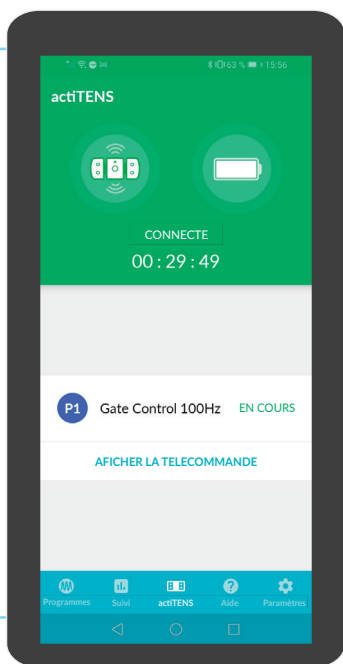 63 % 15:56
actiTENS
CONNECTE
00 : 29 : 49
P1 Gate Control 100Hz EN COURS
AFICHER LA TELECOMMANDE
Programmes Suivi actiTENS Aide Paramètres